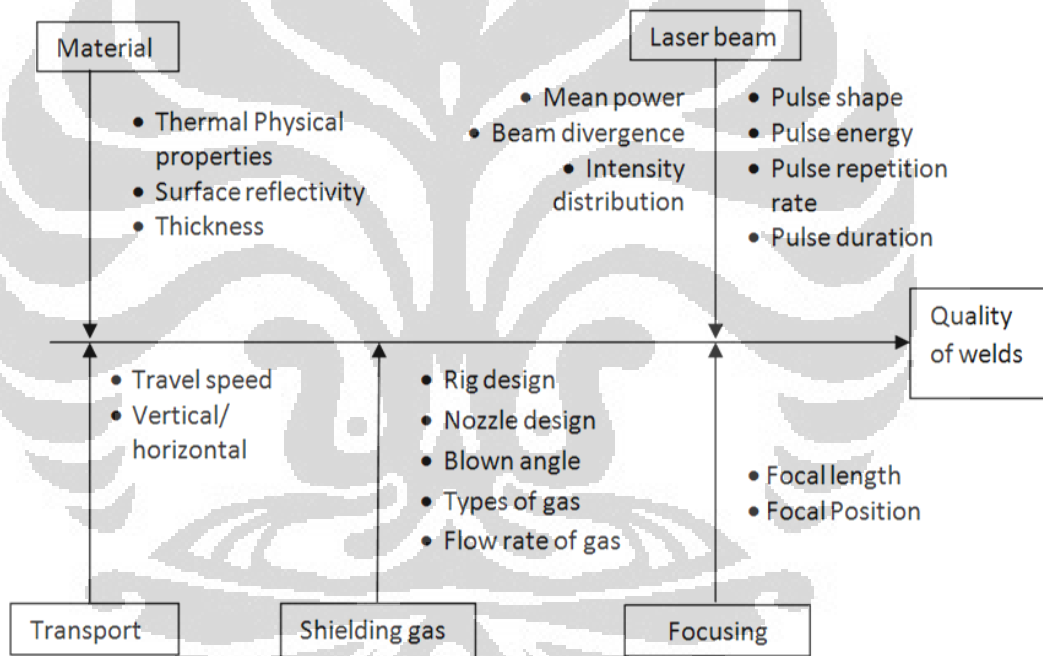 Material
• Thermal Physical
properties
• Surface reflectivity
• Thickness
Laser beam
• Mean power
• Beam divergence
• Intensity
distribution
• Pulse shape
• Pulse energy
• Pulse repetition
rate
• Pulse duration
Quality
of welds
• Travel speed
• Vertical/
horizontal
• Rig design
• Nozzle design
• Blown angle
• Types of gas
• Flow rate of gas
• Focal length
• Focal Position
Transport
Shielding gas
Focusing